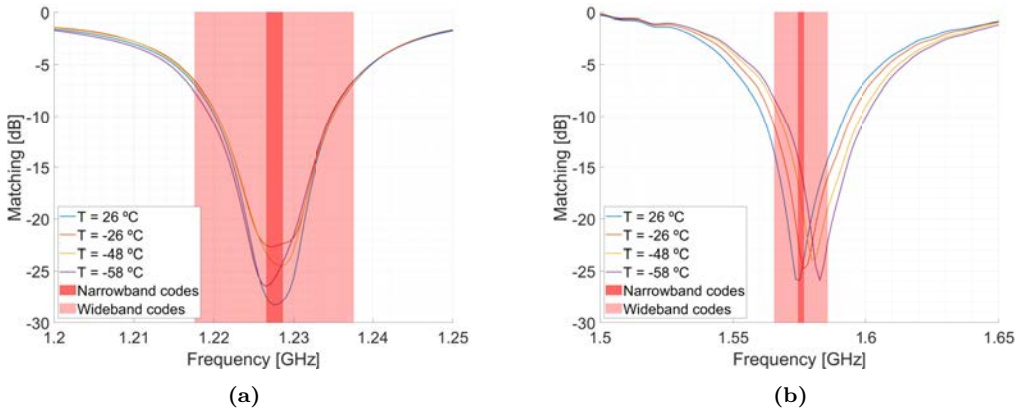 0
-5
-10
-15
-20
-25
-30
Matching [dB]
T = 26 ºC
T = -26 ºC
T = -48 ºC
T = -58 ºC
Narrowband codes
Wideband codes
1.2 1.21 1.22 1.23 1.24 1.25
Frequency [GHz]
(a)
0
-5
-10
-15
-20
-25
-30
Matching [dB]
T = 26 ºC
T = -26 ºC
T = -48 ºC
T = -58 ºC
Narrowband codes
Wideband codes
1.5 1.55 1.6 1.65
Frequency [GHz]
(b)